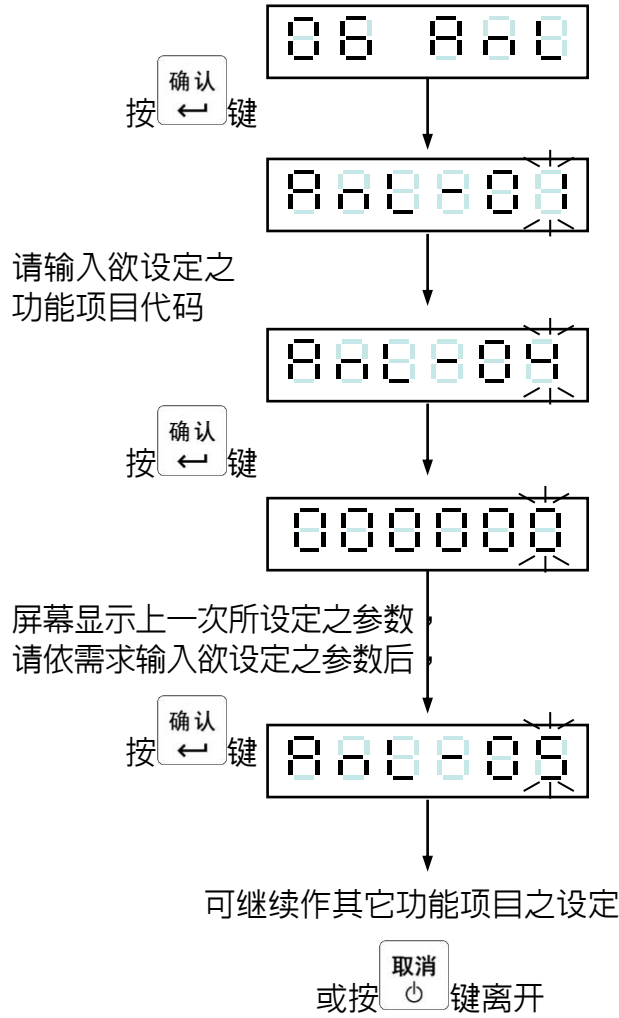 06 AnL
确认
按 ↵ 键
AnL-01
请输入欲设定之
功能项目代码
AnL-04
确认
按 ↵ 键
000000
屏幕显示上一次所设定之参数，
请依需求输入欲设定之参数后，
确认
按 ↵ 键
AnL-05
可继续作其它功能项目之设定
取消
或按 ⏻ 键离开